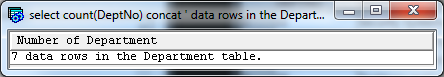 select count(DeptNo) concat ' data rows in the Depart...
Number of Department
7 data rows in the Department table.